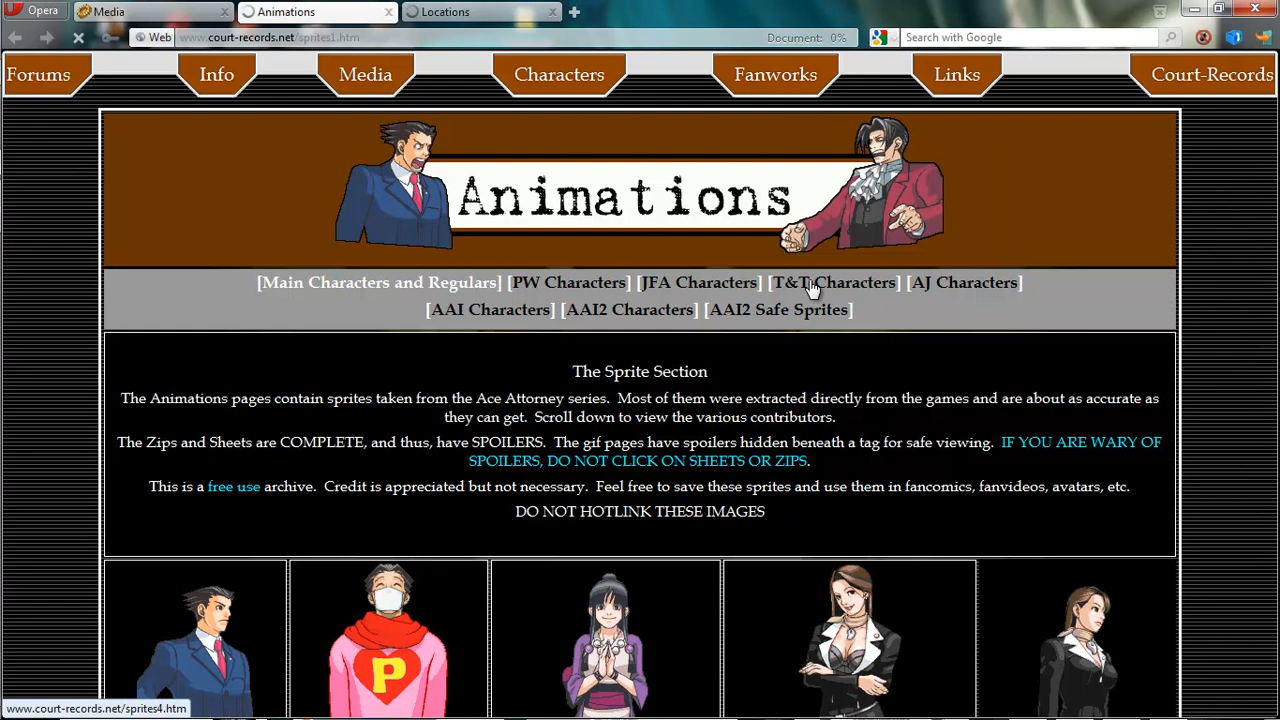 Opera
Media
Animations
Locations
Web
www.court-records.net/sprites1.htm
Document: 0%
Search with Google
Forums
Info
Media
Characters
Fanworks
Links
Court-Records
Animations
[Main Characters and Regulars] [PW Characters] [JFA Characters] [T&T Characters] [AJ Characters]
[AAI Characters] [AAI2 Characters] [AAI2 Safe Sprites]
The Sprite Section
The Animations pages contain sprites taken from the Ace Attorney series. Most of them were extracted directly from the games and are about as accurate as
they can get. Scroll down to view the various contributors.
The Zips and Sheets are COMPLETE, and thus, have SPOILERS. The gif pages have spoilers hidden beneath a tag for safe viewing. IF YOU ARE WARY OF
SPOILERS, DO NOT CLICK ON SHEETS OR ZIPS.
This is a free use archive. Credit is appreciated but not necessary. Feel free to save these sprites and use them in fancomics, fanvideos, avatars, etc.
DO NOT HOTLINK THESE IMAGES
P
www.court-records.net/sprites4.htm